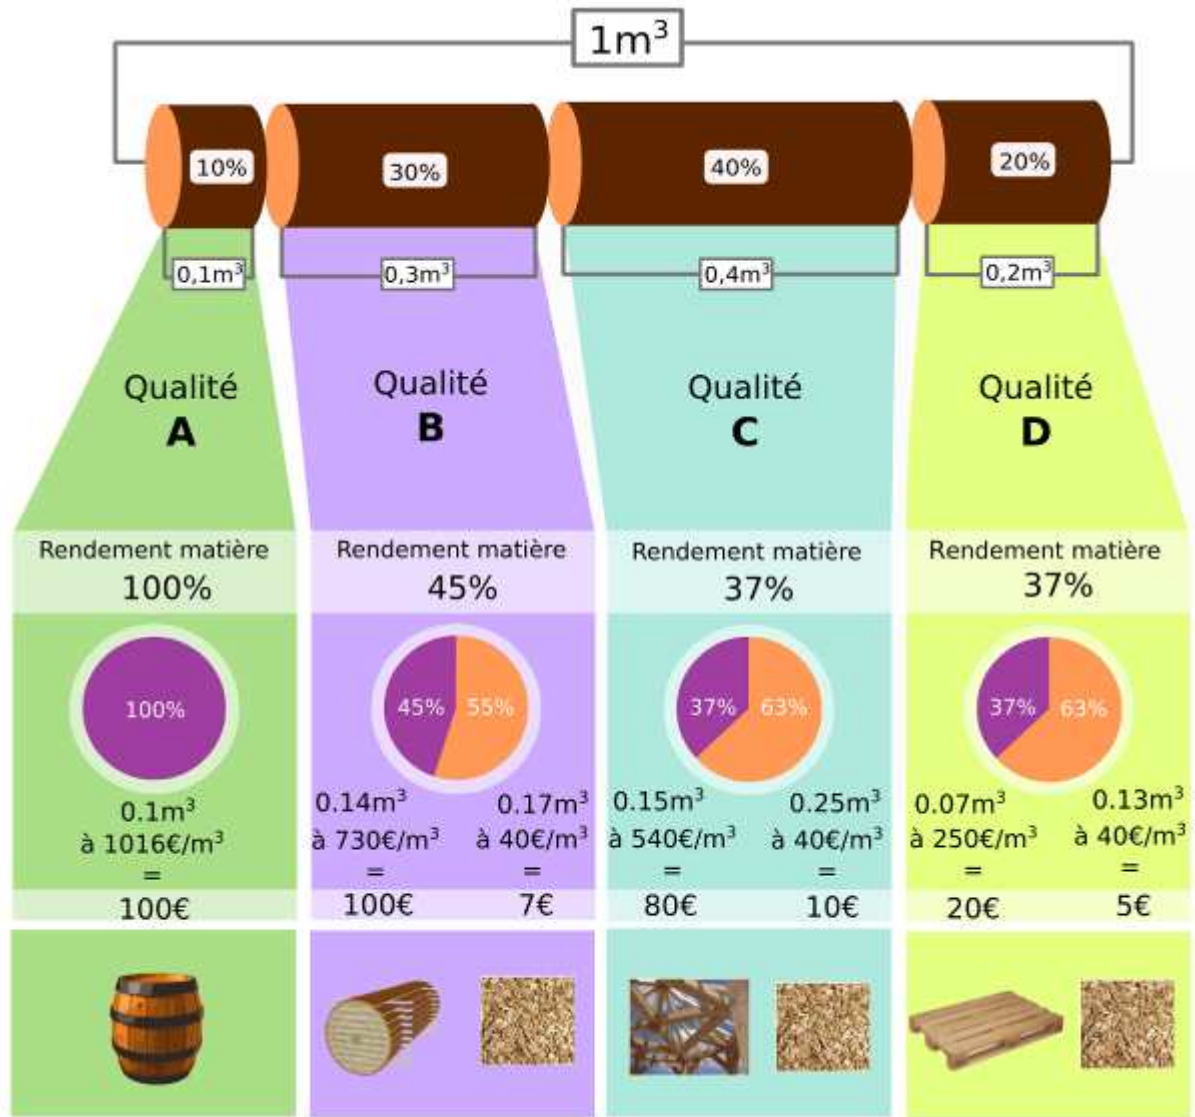 1m³
10%
30%
40%
20%
0,1m³
0,3m³
0,4m³
0,2m³
Qualité
A
Qualité
B
Qualité
C
Qualité
D
Rendement matière
100%
Rendement matière
45%
Rendement matière
37%
Rendement matière
37%
100%
45%
55%
37%
63%
37%
63%
0.1m³
à 1016€/m³
=
100€
0.14m³
à 730€/m³
=
100€
0.17m³
à 40€/m³
=
7€
0.15m³
à 540€/m³
=
80€
0.25m³
à 40€/m³
=
10€
0.07m³
à 250€/m³
=
20€
0.13m³
à 40€/m³
=
5€